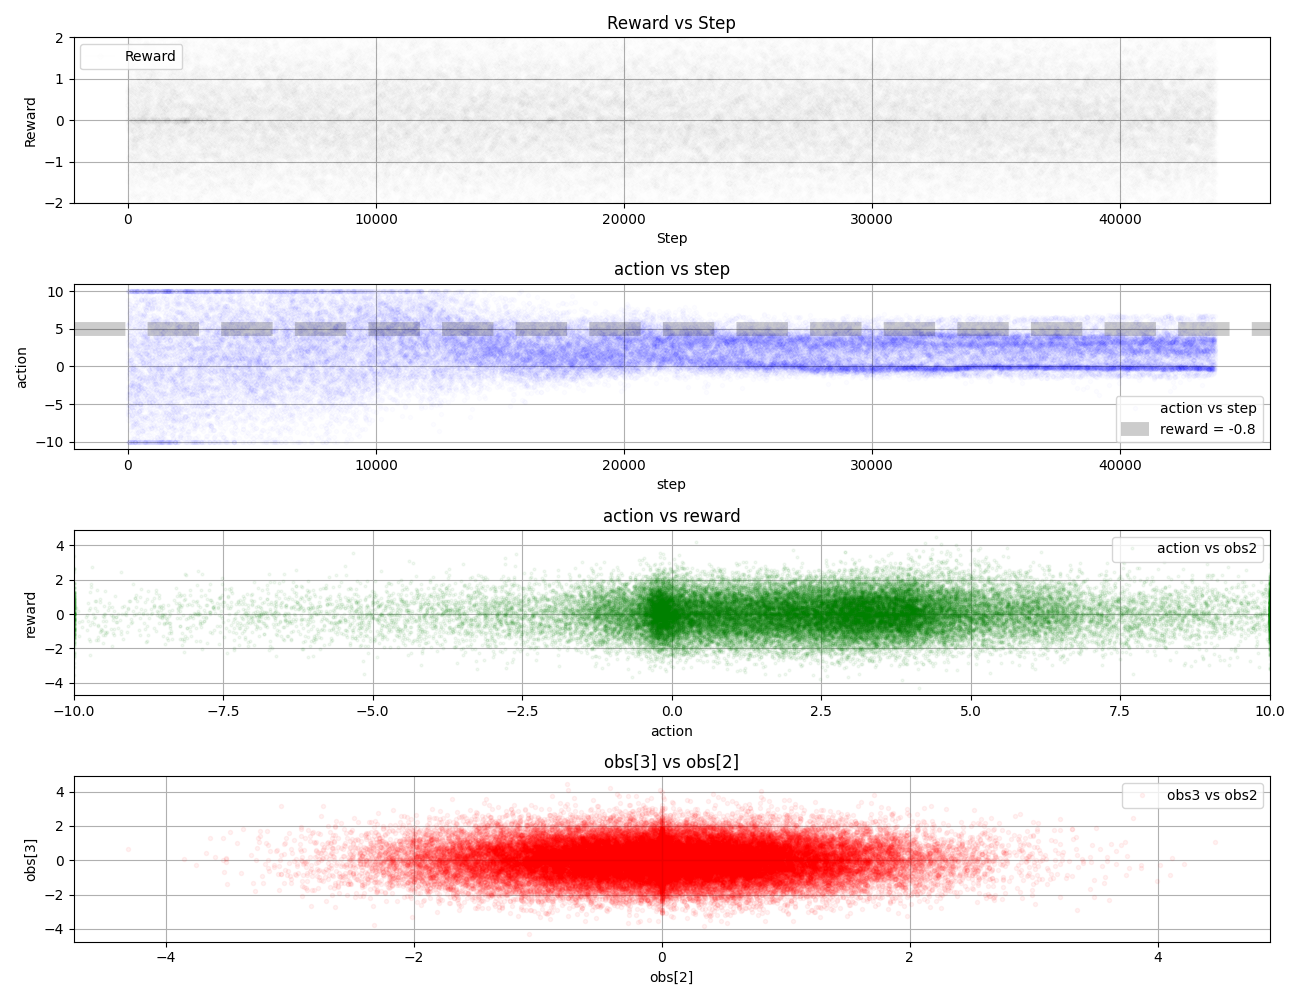 Reward vs Step
Reward
2
1
0
−1
−2
Reward
0 10000 20000 30000 40000
Step
action vs step
10
5
0
−5
−10
action
action vs step
reward = -0.8
0 10000 20000 30000 40000
step
action vs reward
4
2
0
−2
−4
reward
action vs obs2
−10.0 −7.5 −5.0 −2.5 0.0 2.5 5.0 7.5 10.0
action
obs[3] vs obs[2]
4
2
0
−2
−4
obs[3]
obs3 vs obs2
−4 −2 0 2 4
obs[2]